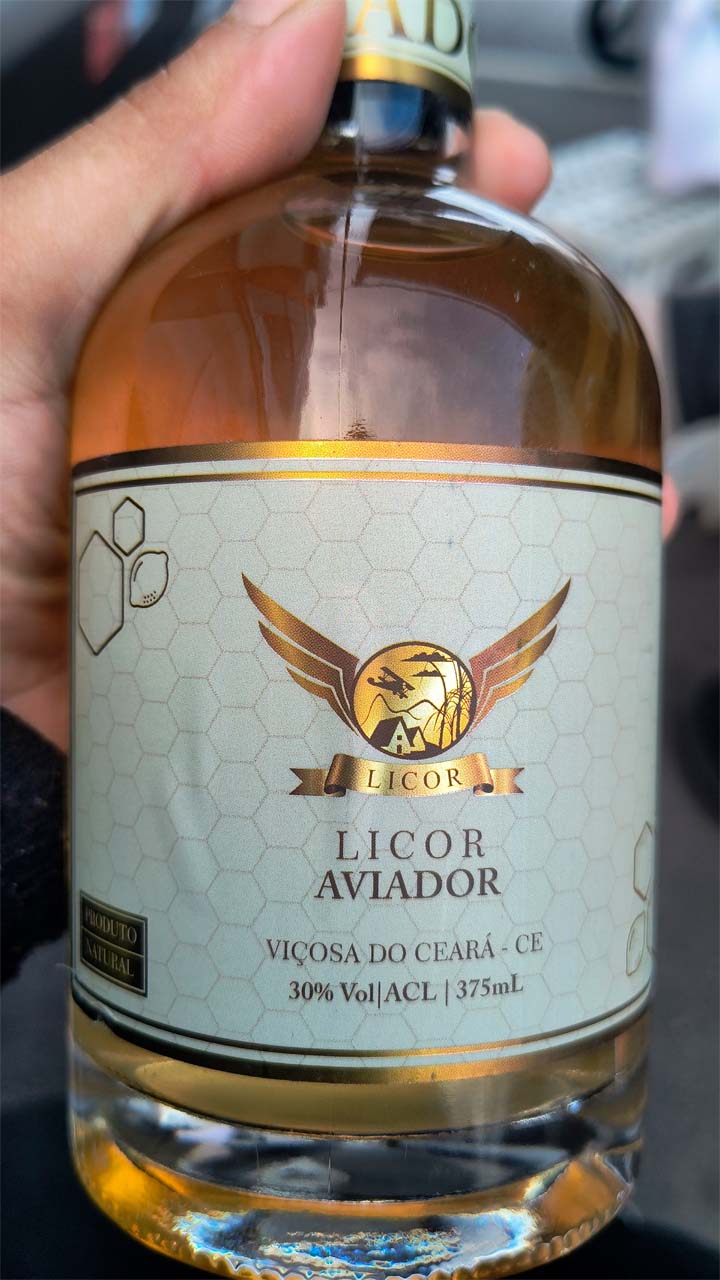 LICOR
LICOR
AVIADOR
PRODUTO
NATURAL
VIÇOSA DO CEARÁ - CE
30% Vol|ACL | 375mL